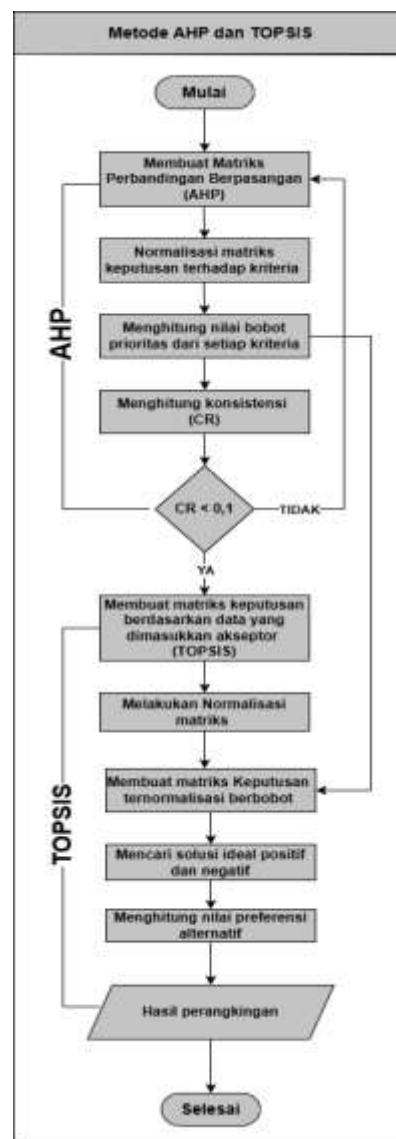 Metode AHP dan TOPSIS
Mulai
Membuat Matriks
Perbandingan Berpasangan
(AHP)
Normalisasi matriks
keputusan terhadap kriteria
AHP
Menghitung nilai bobot
prioritas dari setiap kriteria
Menghitung konsistensi
(CR)
CR < 0,1
TIDAK
YA
Membuat matriks keputusan
berdasarkan data yang
dimasukkan akseptor
(TOPSIS)
Melakukan Normalisasi
matriks
TOPSIS
Membuat matriks Keputusan
ternormalisasi berbobot
Mencari solusi ideal positif
dan negatif
Menghitung nilai preferensi
alternatif
Hasil perangkingan
Selesai